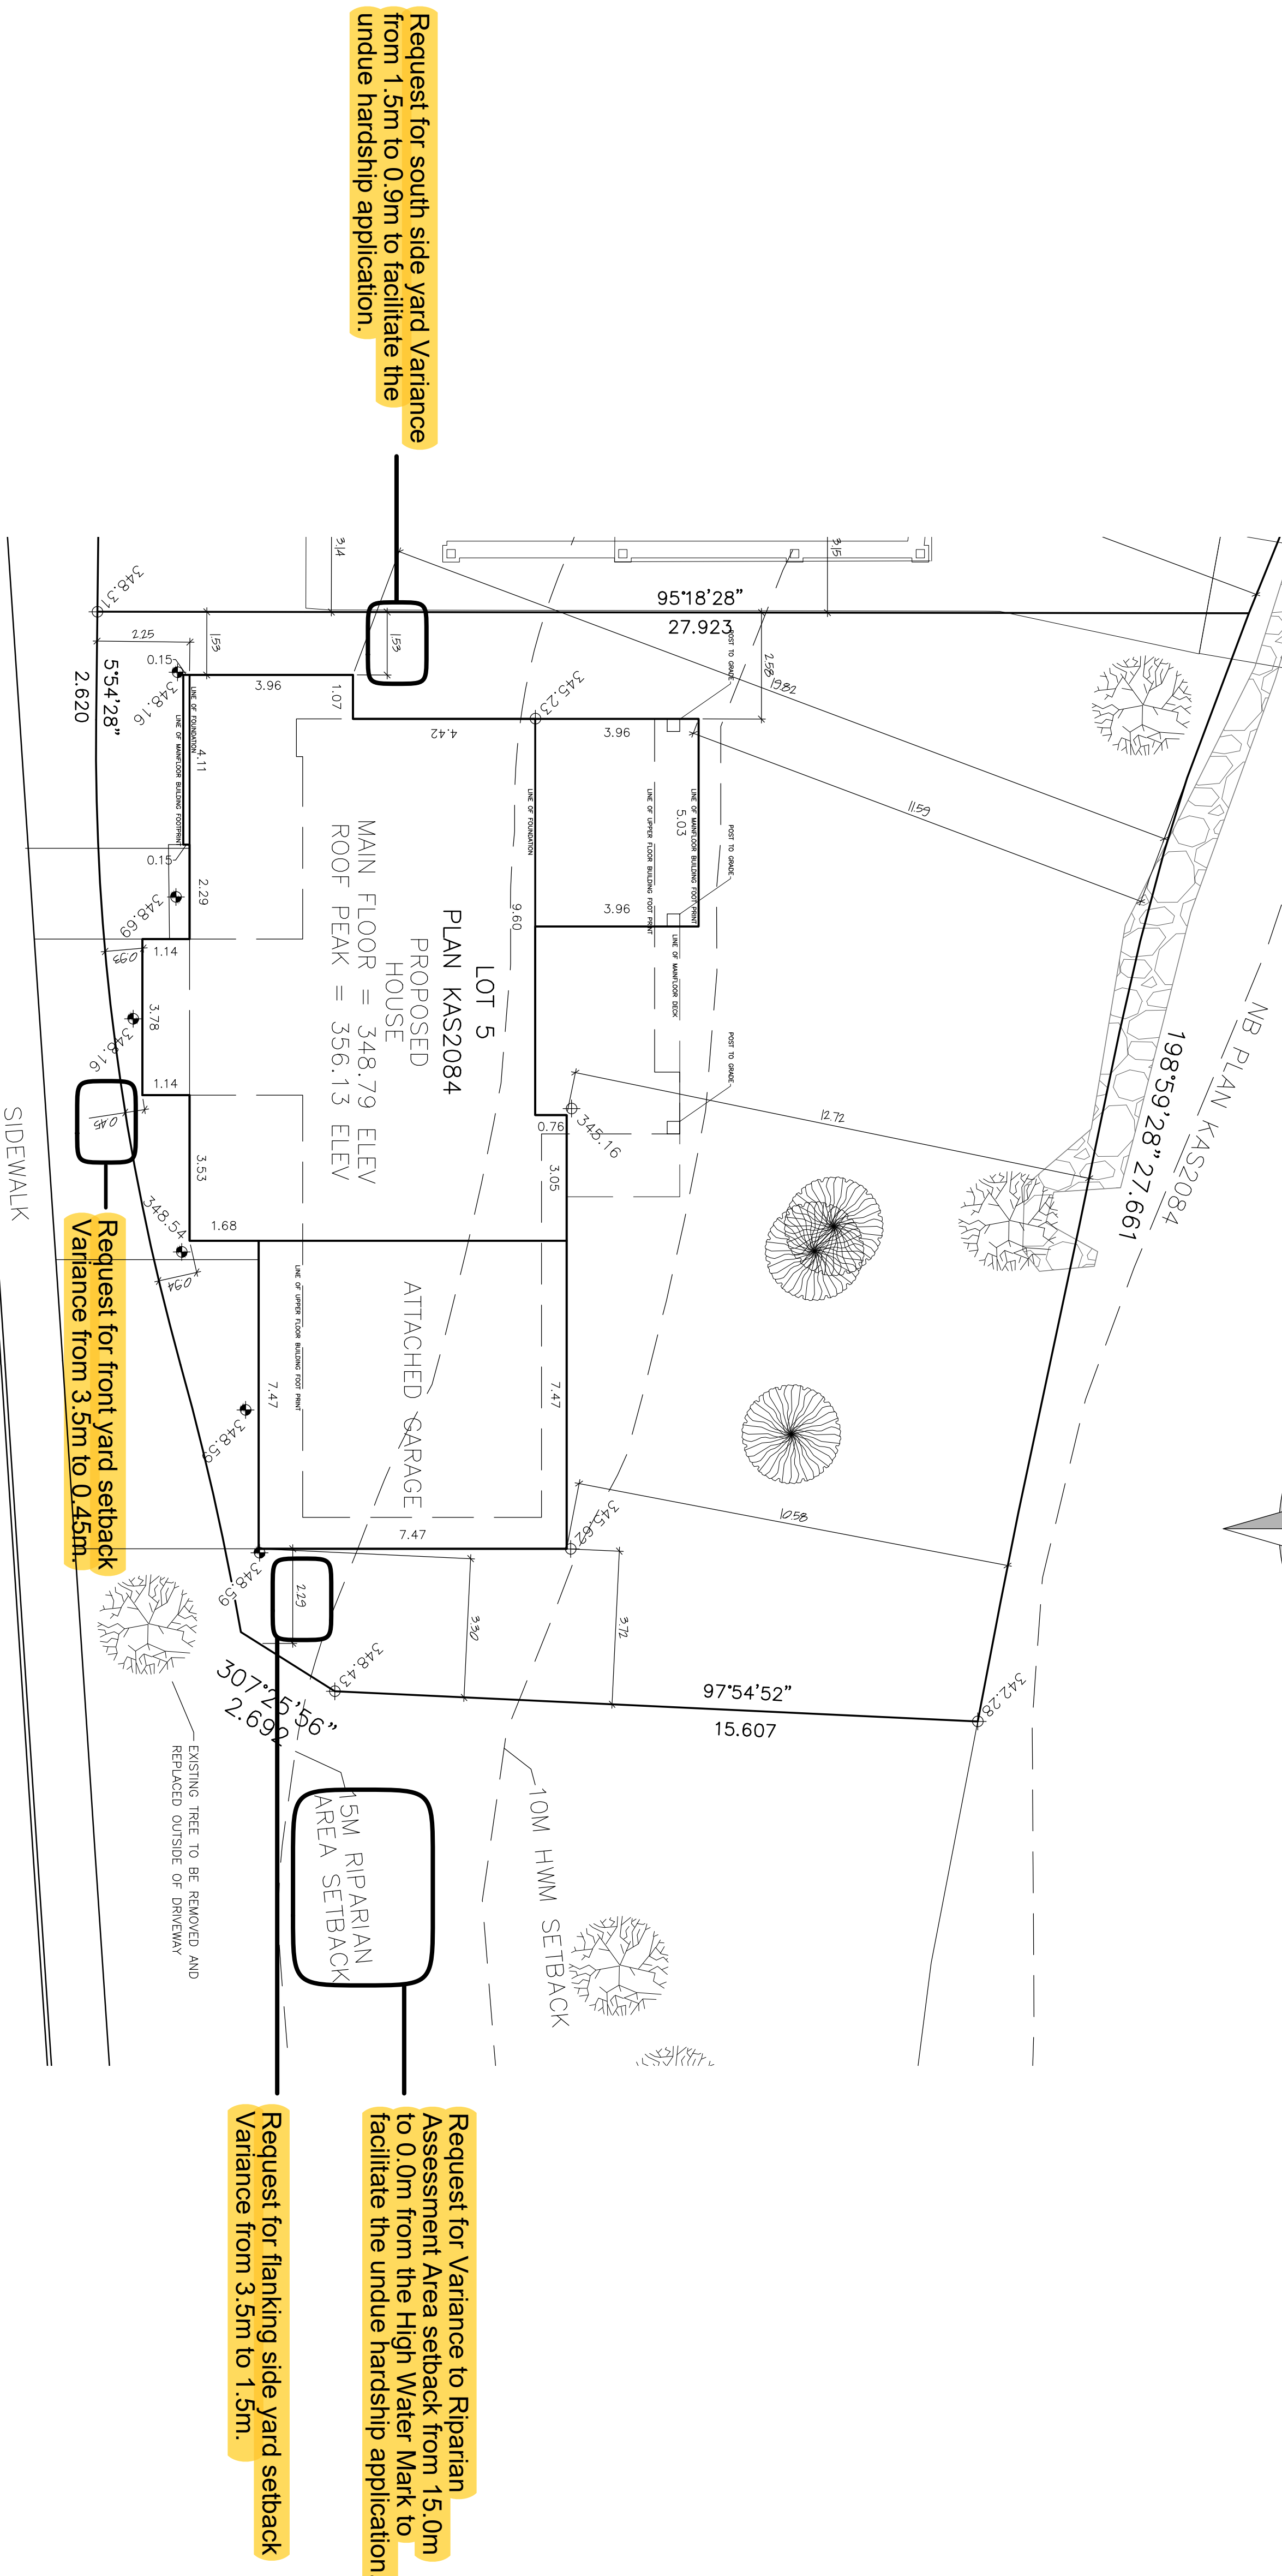 Request for south side yard Variance
from 1.5m to 0.9m to facilitate the
undue hardship application.
3.14
3.15
95°18'28"
27.923
1.53
1.53
348.31
2.25
0.15
348.16
5°54'28"
2.620
3.96
1.07
4.42
345.23
3.96
2.58
19.82
11.59
POST TO GRADE
LINE OF FOUNDATION
LINE OF MAINFLOOR BUILDING FOOTPRINT
4.11
0.15
2.29
348.69
0.93
1.14
3.78
348.16
1.14
0.45
LINE OF FOUNDATION
LINE OF UPPER FLOOR BUILDING FOOT PRINT
LINE OF MAINFLOOR BUILDING FOOT PRINT
5.03
POST TO GRADE
3.96
9.60
LINE OF MAINFLOOR DECK
POST TO GRADE
LOT 5
PLAN KAS2084
PROPOSED
HOUSE
MAIN FLOOR = 348.79 ELEV
ROOF PEAK = 356.13 ELEV
NB PLAN KAS2084
198°59'28" 27.661
12.72
345.16
0.76
3.05
3.53
348.54
1.68
0.94
SIDEWALK
Request for front yard setback
Variance from 3.5m to 0.45m.
LINE OF UPPER FLOOR BUILDING FOOT PRINT
ATTACHED GARAGE
7.47
7.47
348.59
7.47
345.62
10.58
348.59
2.29
3.30
3.72
348.43
342.28
97°54'52"
15.607
307°25'56"
2.692
EXISTING TREE TO BE REMOVED AND
REPLACED OUTSIDE OF DRIVEWAY
15M RIPARIAN
AREA SETBACK
10M HWM SETBACK
Request for Variance to Riparian
Assessment Area setback from 15.0m
to 0.0m from the High Water Mark to
facilitate the undue hardship application
Request for flanking side yard setback
Variance from 3.5m to 1.5m.